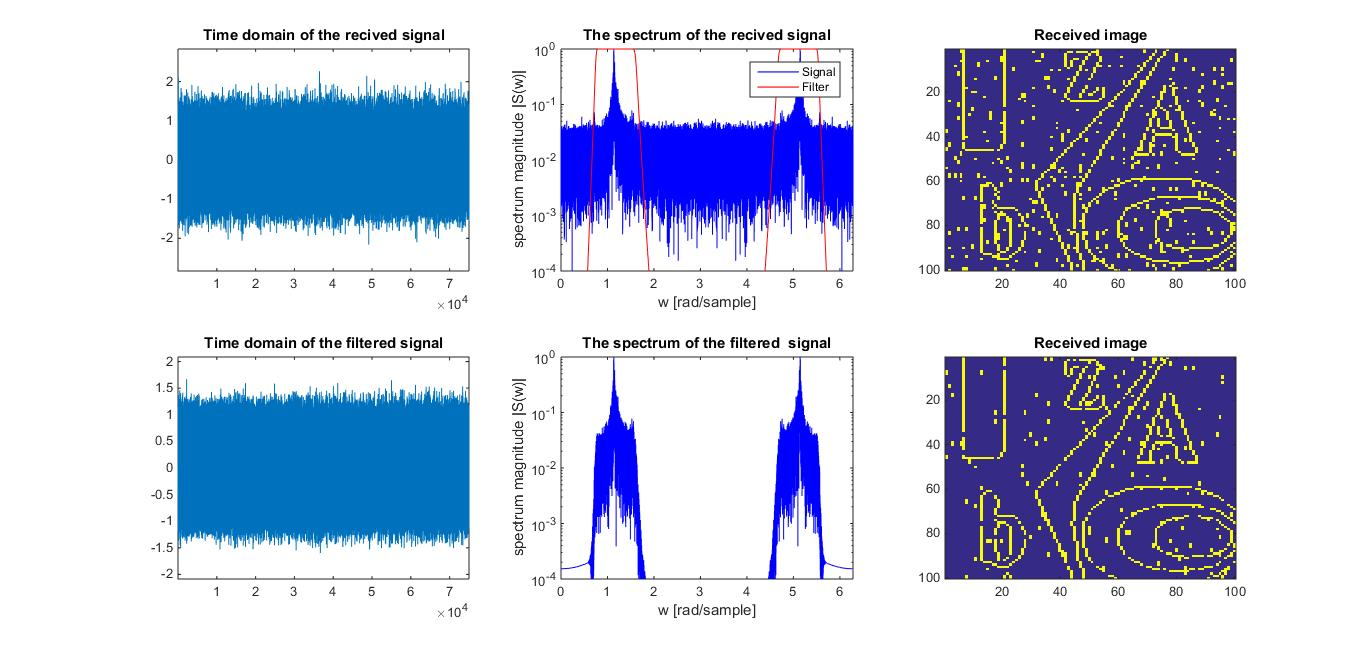 Time domain of the recived signal
2
1
0
-1
-2
1 2 3 4 5 6 7
×10^4
The spectrum of the recived signal
spectrum magnitude |S(w)|
10^0
10^-1
10^-2
10^-3
10^-4
Signal
Filter
0 1 2 3 4 5 6
w [rad/sample]
Received image
20
40
60
80
100
z
A
b
20 40 60 80 100
Time domain of the filtered signal
2
1.5
1
0.5
0
-0.5
-1
-1.5
-2
1 2 3 4 5 6 7
×10^4
The spectrum of the filtered  signal
spectrum magnitude |S(w)|
10^0
10^-1
10^-2
10^-3
10^-4
0 1 2 3 4 5 6
w [rad/sample]
Received image
20
40
60
80
100
z
A
b
20 40 60 80 100